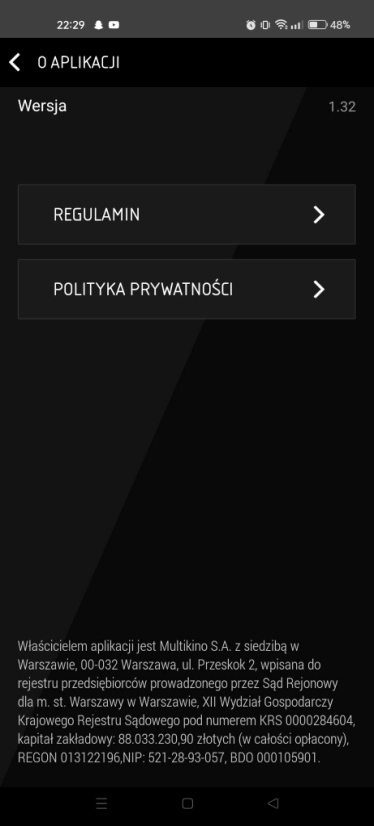 22:29 48%
O APLIKACJI
Wersja 1.32
REGULAMIN
POLITYKA PRYWATNOŚCI
Właścicielem aplikacji jest Multikino S.A. z siedzibą w
Warszawie, 00-032 Warszawa, ul. Przeskok 2, wpisana do
rejestru przedsiębiorców prowadzonego przez Sąd Rejonowy
dla m. st. Warszawy w Warszawie, XII Wydział Gospodarczy
Krajowego Rejestru Sądowego pod numerem KRS 0000284604,
kapitał zakładowy: 88.033.230,90 złotych (w całości opłacony),
REGON 013122196,NIP: 521-28-93-057, BDO 000105901.